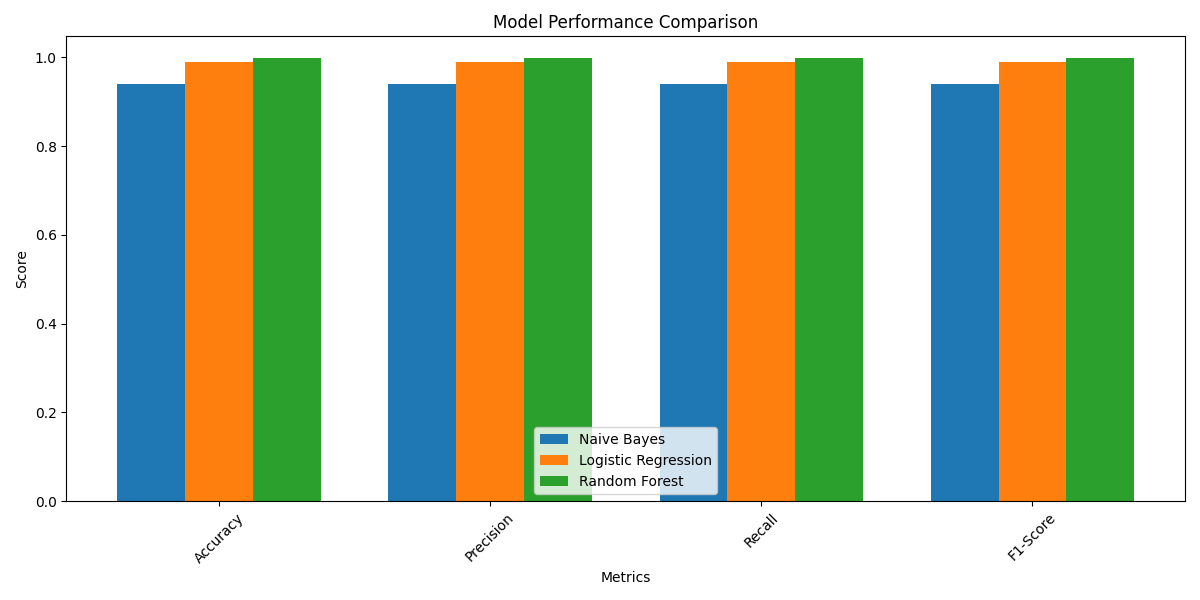 Model Performance Comparison
Score
1.0
0.8
0.6
0.4
0.2
0.0
Naive Bayes
Logistic Regression
Random Forest
Accuracy
Precision
Recall
F1-Score
Metrics